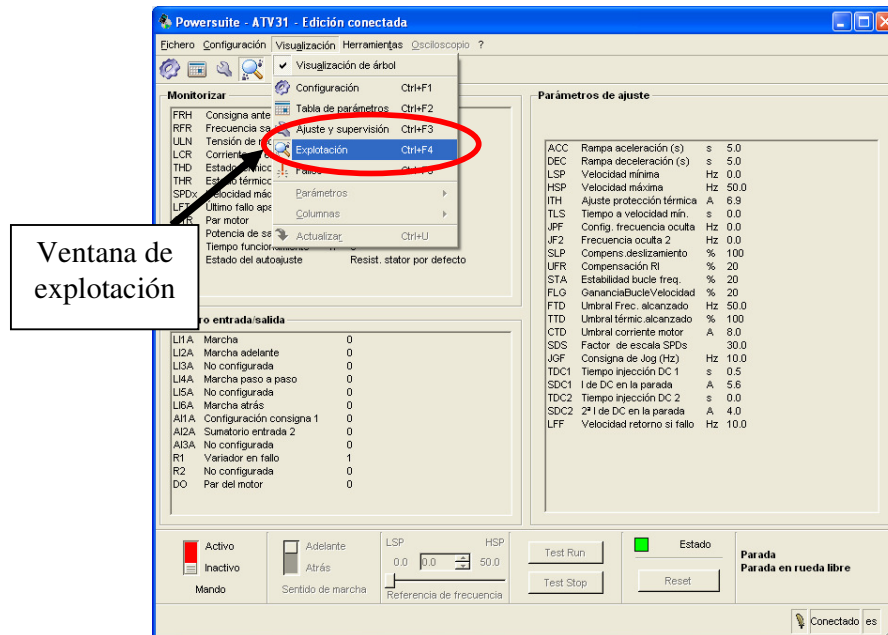 Powersuite - ATV31 - Edición conectada
Fichero Configuración Visualización Herramientas Osciloscopio ?
Visualización de árbol
Configuración Ctrl+F1
Tabla de parámetros Ctrl+F2
Ajuste y supervisión Ctrl+F3
Explotación Ctrl+F4
Parámetros
Columnas
Actualizar Ctrl+U
Ventana de
explotación
Monitorizar
FRH Consigna ante
RFR Frecuencia sa
ULN Tensión de
LCR
THD
THR
SPDx
Último fallo
Par motor
Potencia de sa
Tiempo
Estado del autoajuste Resist. stator por defecto
entrada/salida
LI1A Marcha 0
LI2A Marcha adelante 0
LI3A No configurada 0
LI4A Marcha paso a paso 0
LI5A No configurada 0
LI6A Marcha atrás 0
AI1A Configuración consigna 1 0
AI2A Sumatorio entrada 2 0
AI3A No configurada 0
R1 Variador en fallo 1
R2 No configurada 0
DO Par del motor 0
Parámetros de ajuste
ACC Rampa aceleración (s) s 5.0
DEC Rampa deceleración (s) s 5.0
LSP Velocidad mínima Hz 0.0
HSP Velocidad máxima Hz 50.0
ITH Ajuste protección térmica A 6.9
TLS Tiempo a velocidad mín. s 0.0
JPF Config. frecuencia oculta Hz 0.0
JF2 Frecuencia oculta 2 Hz 0.0
SLP Compens.deslizamiento % 100
UFR Compensación RI % 20
STA Estabilidad bucle freq. % 20
FLG GananciaBucleVelocidad % 20
FTD Umbral Frec. alcanzado Hz 50.0
TTD Umbral térmic.alcanzado % 100
CTD Umbral corriente motor A 8.0
SDS Factor de escala SPDs 30.0
JGF Consigna de Jog (Hz) Hz 10.0
TDC1 Tiempo injección DC 1 s 0.5
SDC1 I de DC en la parada A 5.6
TDC2 Tiempo injección DC 2 s 0.0
SDC2 2ª I de DC en la parada A 4.0
LFF Velocidad retorno si fallo Hz 10.0
Activo
Inactivo
Mando
Adelante
Atrás
Sentido de marcha
LSP HSP
0.0 0.0 50.0
Referencia de frecuencia
Test Run
Test Stop
Estado
Reset
Parada
Parada en rueda libre
Conectado es